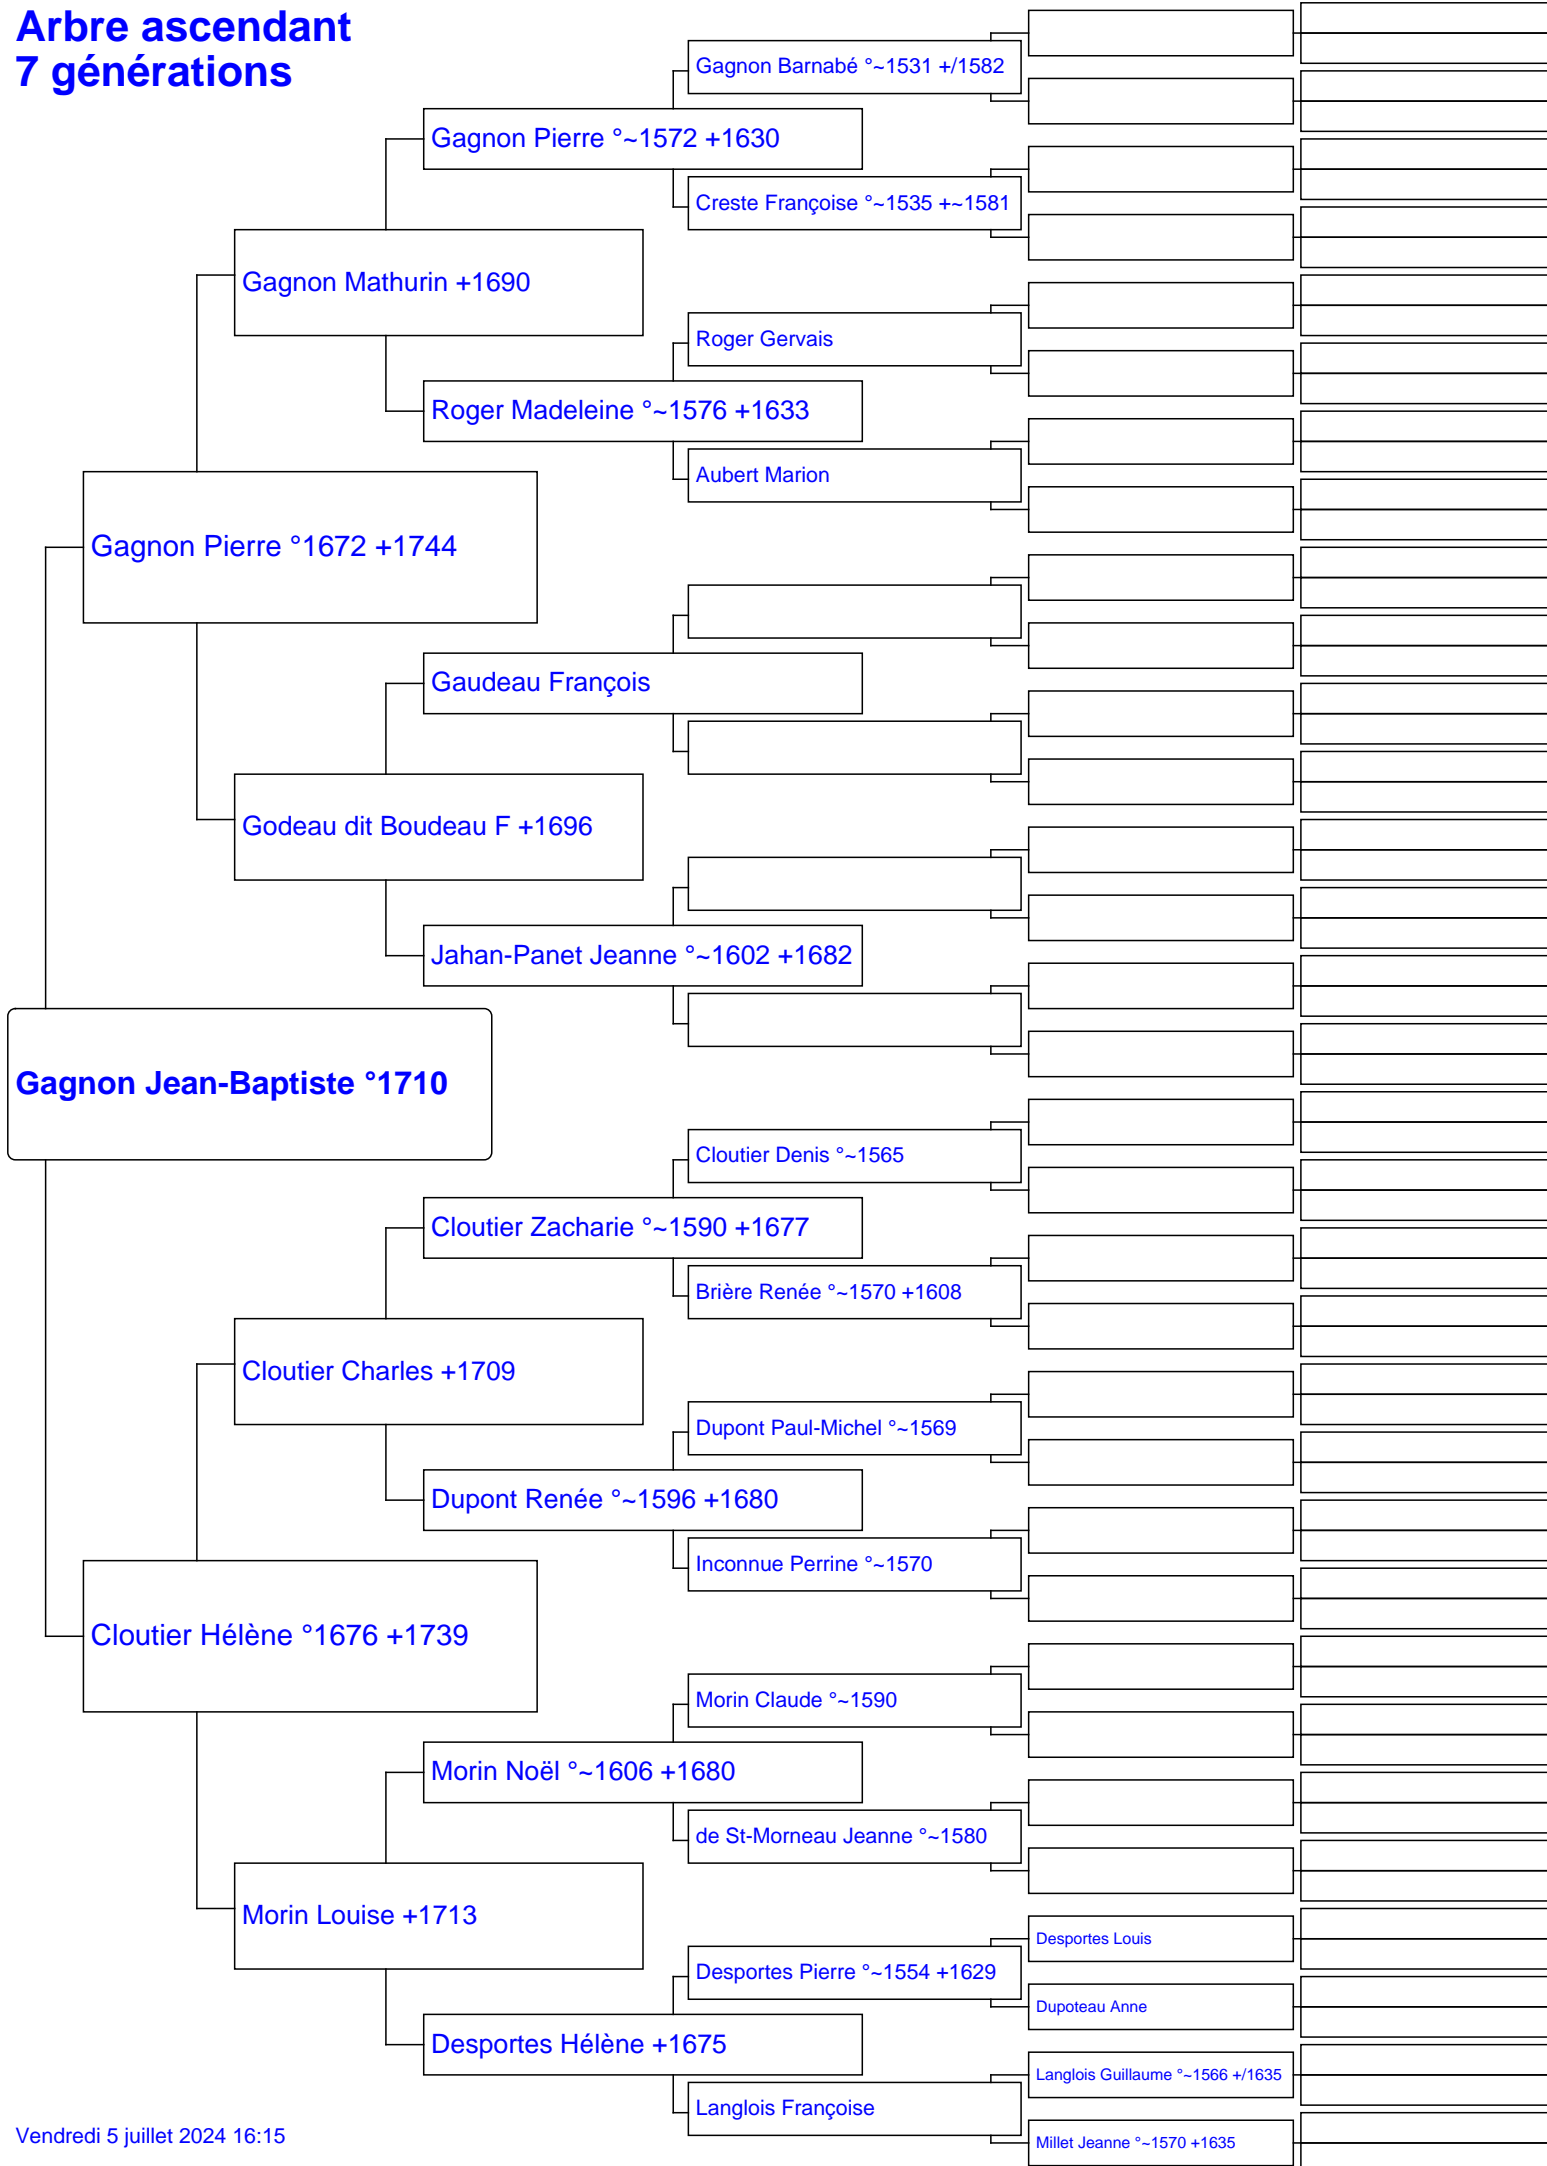 Arbre ascendant
7 générations
Gagnon Barnabé °~1531 +/1582
Gagnon Pierre °~1572 +1630
Creste Françoise °~1535 +~1581
Gagnon Mathurin +1690
Roger Gervais
Roger Madeleine °~1576 +1633
Aubert Marion
Gagnon Pierre °1672 +1744
Gaudeau François
Godeau dit Boudeau F +1696
Jahan-Panet Jeanne °~1602 +1682
Gagnon Jean-Baptiste °1710
Cloutier Denis °~1565
Cloutier Zacharie °~1590 +1677
Brière Renée °~1570 +1608
Cloutier Charles +1709
Dupont Paul-Michel °~1569
Dupont Renée °~1596 +1680
Inconnue Perrine °~1570
Cloutier Hélène °1676 +1739
Morin Claude °~1590
Morin Noël °~1606 +1680
de St-Morneau Jeanne °~1580
Morin Louise +1713
Desportes Louis
Desportes Pierre °~1554 +1629
Dupoteau Anne
Desportes Hélène +1675
Langlois Guillaume °~1566 +/1635
Langlois Françoise
Millet Jeanne °~1570 +1635
Vendredi 5 juillet 2024 16:15